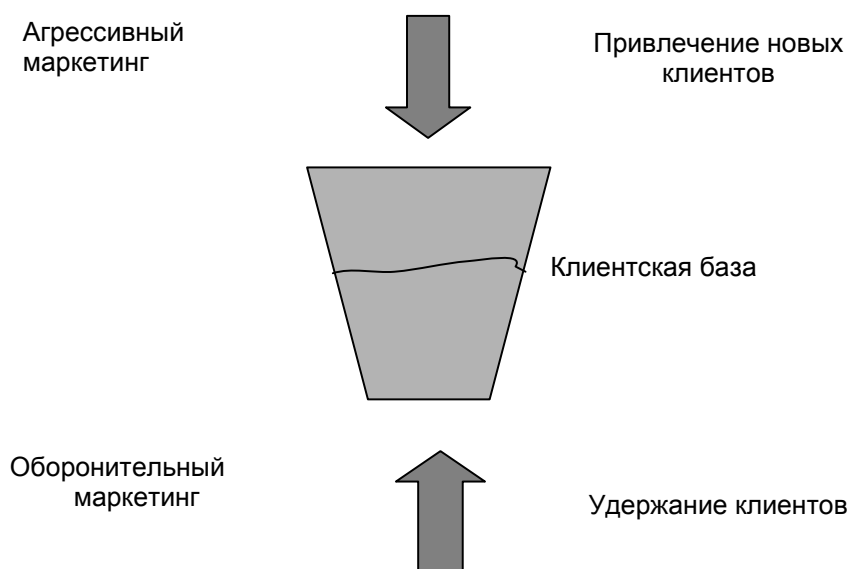 Агрессивный
маркетинг
Привлечение новых
клиентов
Клиентская база
Оборонительный
маркетинг
Удержание клиентов